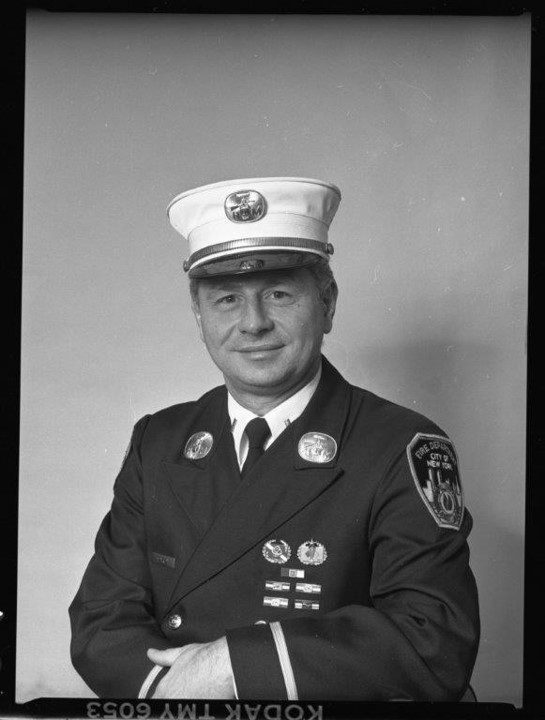 FIRE DEPARTMENT
CITY OF
NEW YORK
KODAK TMY 6053